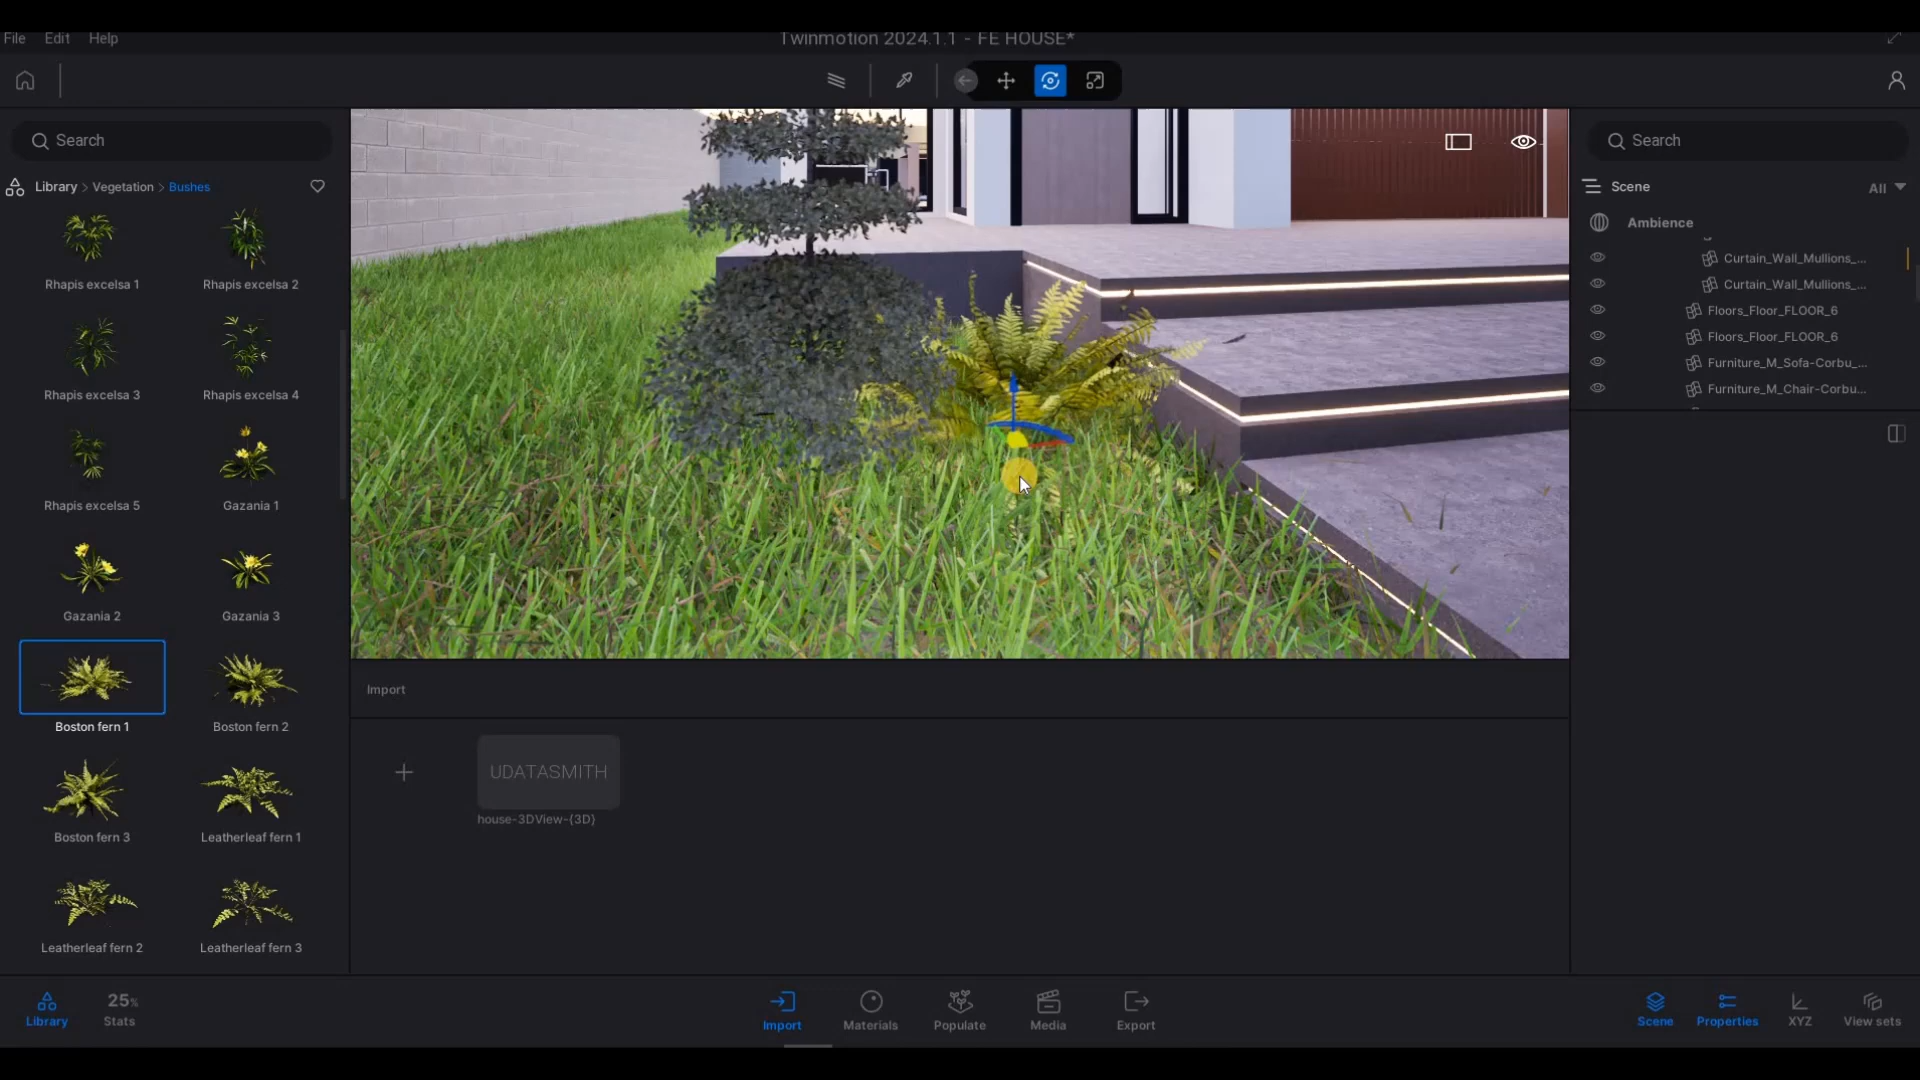 File Edit Help
Twinmotion 2024.1.1 - FE HOUSE*
Search
Library > Vegetation > Bushes
Rhapis excelsa 1
Rhapis excelsa 2
Rhapis excelsa 3
Rhapis excelsa 4
Rhapis excelsa 5
Gazania 1
Gazania 2
Gazania 3
Boston fern 1
Boston fern 2
Boston fern 3
Leatherleaf fern 1
Leatherleaf fern 2
Leatherleaf fern 3
Import
UDATASMITH
house-3DView-{3D}
Search
Scene
All
Ambience
Curtain_Wall_Mullions_...
Curtain_Wall_Mullions_...
Floors_Floor_FLOOR_6
Floors_Floor_FLOOR_6
Furniture_M_Sofa-Corbu_...
Furniture_M_Chair-Corbu...
Library
25%
Stats
Import
Materials
Populate
Media
Export
Scene
Properties
XYZ
View sets